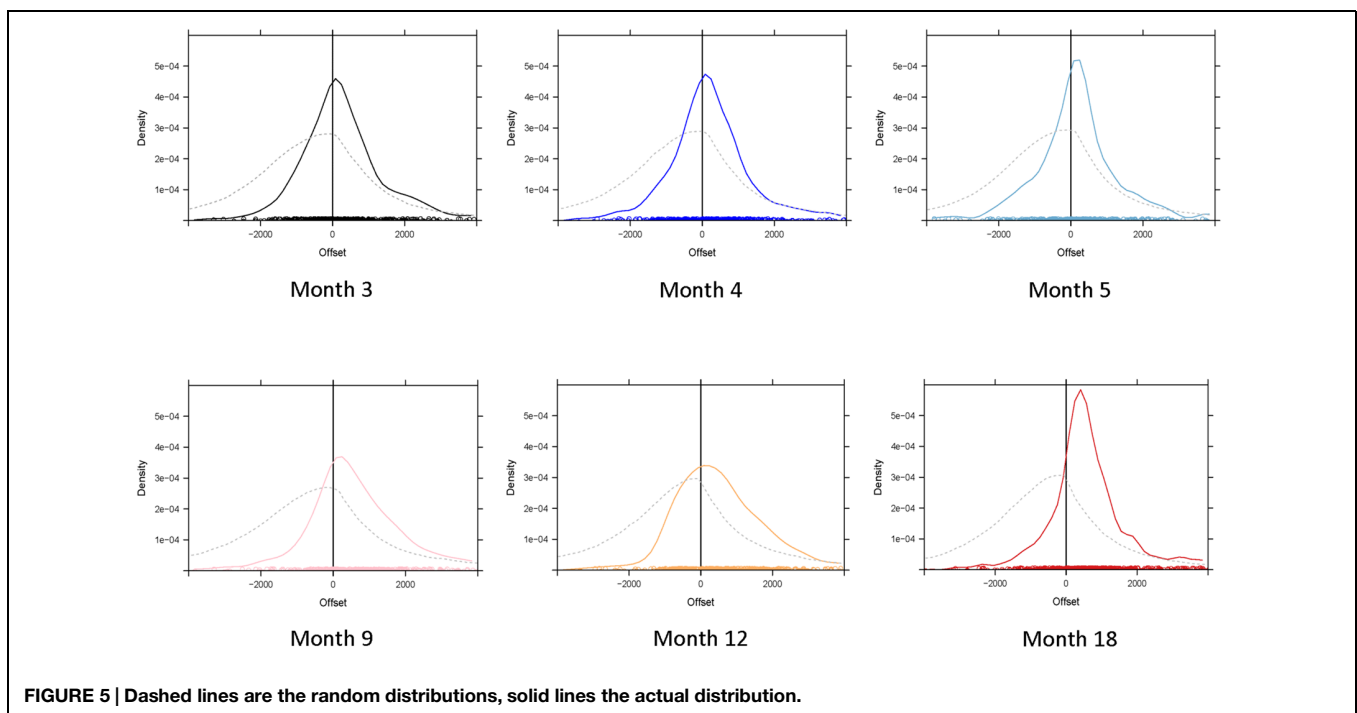 5e−04
4e−04
3e−04
2e−04
1e−04
Density
−2000 0 2000
Offset
Month 3
5e−04
4e−04
3e−04
2e−04
1e−04
Density
−2000 0 2000
Offset
Month 4
5e−04
4e−04
3e−04
2e−04
1e−04
Density
−2000 0 2000
Offset
Month 5
5e−04
4e−04
3e−04
2e−04
1e−04
Density
−2000 0 2000
Offset
Month 9
5e−04
4e−04
3e−04
2e−04
1e−04
Density
−2000 0 2000
Offset
Month 12
5e−04
4e−04
3e−04
2e−04
1e−04
Density
−2000 0 2000
Offset
Month 18
FIGURE 5 | Dashed lines are the random distributions, solid lines the actual distribution.